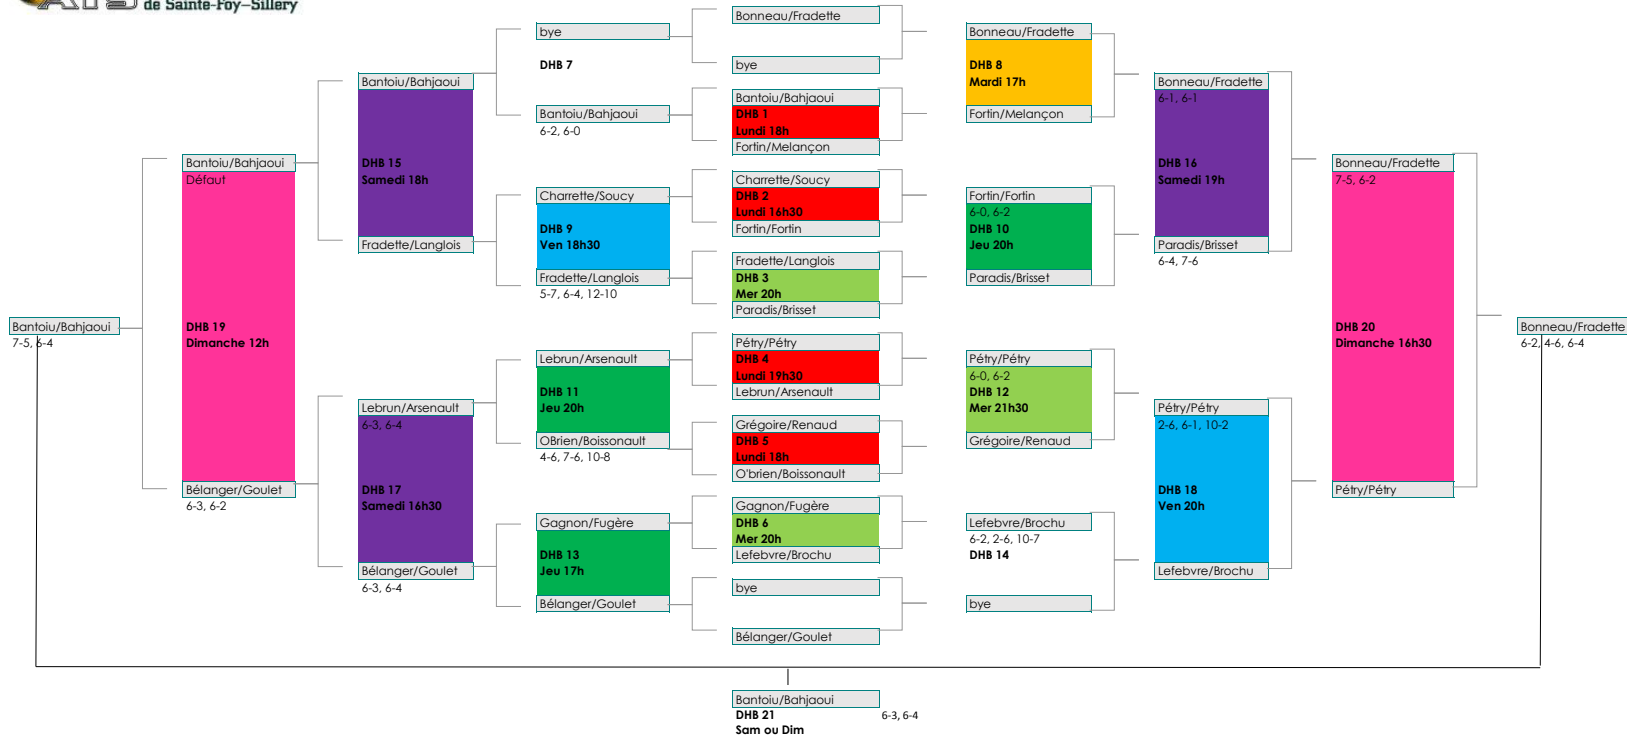 de Sainte-Foy–Sillery
Bantoiu/Bahjaoui
7-5, 6-4
Bantoiu/Bahjaoui
Défaut
DHB 19
Dimanche 12h
Bélanger/Goulet
6-3, 6-2
Bantoiu/Bahjaoui
DHB 15
Samedi 18h
Fradette/Langlois
Lebrun/Arsenault
6-3, 6-4
DHB 17
Samedi 16h30
Bélanger/Goulet
6-3, 6-4
bye
DHB 7
Bantoiu/Bahjaoui
6-2, 6-0
Charrette/Soucy
DHB 9
Ven 18h30
Fradette/Langlois
5-7, 6-4, 12-10
Lebrun/Arsenault
DHB 11
Jeu 20h
OBrien/Boissonault
4-6, 7-6, 10-8
Gagnon/Fugère
DHB 13
Jeu 17h
Bélanger/Goulet
Bonneau/Fradette
bye
Bantoiu/Bahjaoui
DHB 1
Lundi 18h
Fortin/Melançon
Charrette/Soucy
DHB 2
Lundi 16h30
Fortin/Fortin
Fradette/Langlois
DHB 3
Mer 20h
Paradis/Brisset
Pétry/Pétry
DHB 4
Lundi 19h30
Lebrun/Arsenault
Grégoire/Renaud
DHB 5
Lundi 18h
O'brien/Boissonault
Gagnon/Fugère
DHB 6
Mer 20h
Lefebvre/Brochu
bye
Bélanger/Goulet
Bonneau/Fradette
DHB 8
Mardi 17h
Fortin/Melançon
Fortin/Fortin
6-0, 6-2
DHB 10
Jeu 20h
Paradis/Brisset
Pétry/Pétry
6-0, 6-2
DHB 12
Mer 21h30
Grégoire/Renaud
Lefebvre/Brochu
6-2, 2-6, 10-7
DHB 14
bye
Bonneau/Fradette
6-1, 6-1
DHB 16
Samedi 19h
Paradis/Brisset
6-4, 7-6
Pétry/Pétry
2-6, 6-1, 10-2
DHB 18
Ven 20h
Lefebvre/Brochu
Bonneau/Fradette
7-5, 6-2
DHB 20
Dimanche 16h30
Pétry/Pétry
Bonneau/Fradette
6-2, 4-6, 6-4
Bantoiu/Bahjaoui
DHB 21 6-3, 6-4
Sam ou Dim